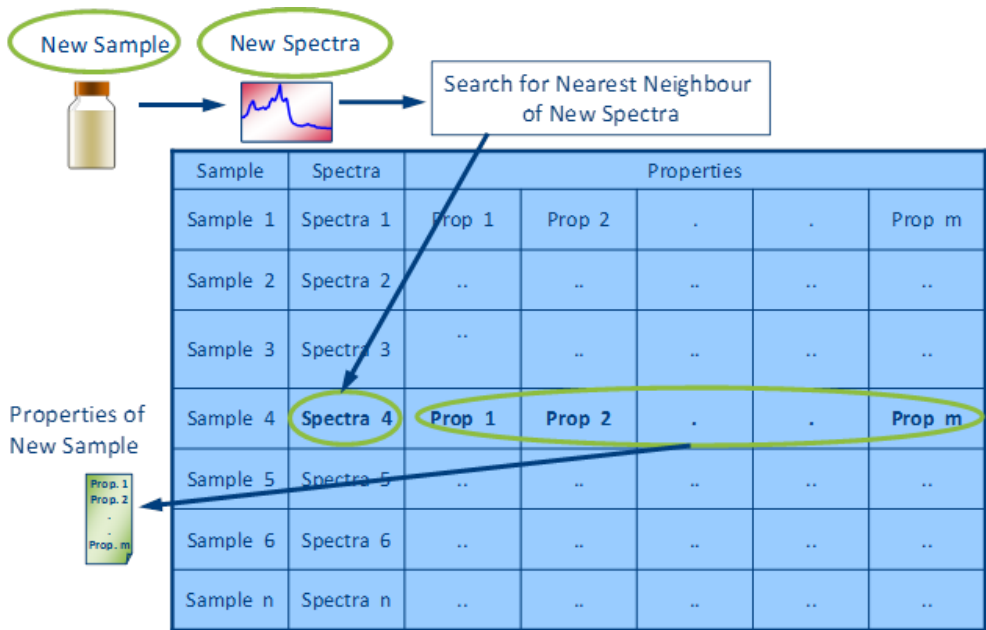 New Sample
New Spectra
Search for Nearest Neighbour
of New Spectra
Sample Spectra Properties
Sample 1 Spectra 1 Prop 1 Prop 2 . . Prop m
Sample 2 Spectra 2 .. .. .. .. ..
Sample 3 Spectra 3 .. .. .. .. ..
Sample 4 Spectra 4 Prop 1 Prop 2 . . Prop m
Sample 5 Spectra 5 .. .. .. .. ..
Sample 6 Spectra 6 .. .. .. .. ..
Sample n Spectra n .. .. .. .. ..
Properties of
New Sample
Prop. 1
Prop. 2
.
.
Prop. m